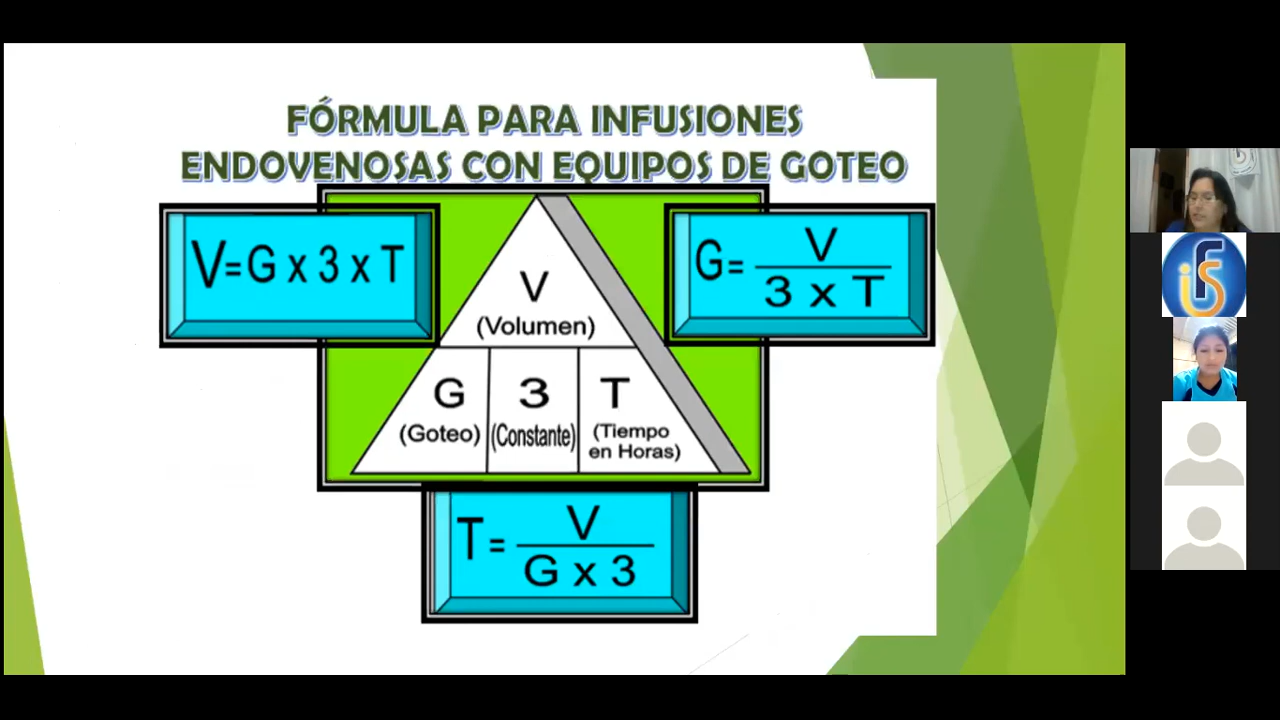 FÓRMULA PARA INFUSIONES
ENDOVENOSAS CON EQUIPOS DE GOTEO
V=G x 3 x T
G= V
3 x T
V
(Volumen)
G 3 T
(Goteo) (Constante) (Tiempo
en Horas)
T= V
G x 3